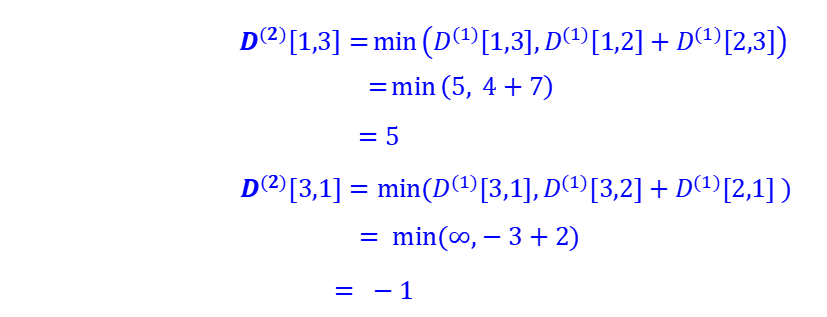 D⁽²⁾[1,3] = min (D⁽¹⁾[1,3], D⁽¹⁾[1,2] + D⁽¹⁾[2,3])
= min (5, 4 + 7)
= 5
D⁽²⁾[3,1] = min(D⁽¹⁾[3,1], D⁽¹⁾[3,2] + D⁽¹⁾[2,1] )
= min(∞, − 3 + 2)
= − 1